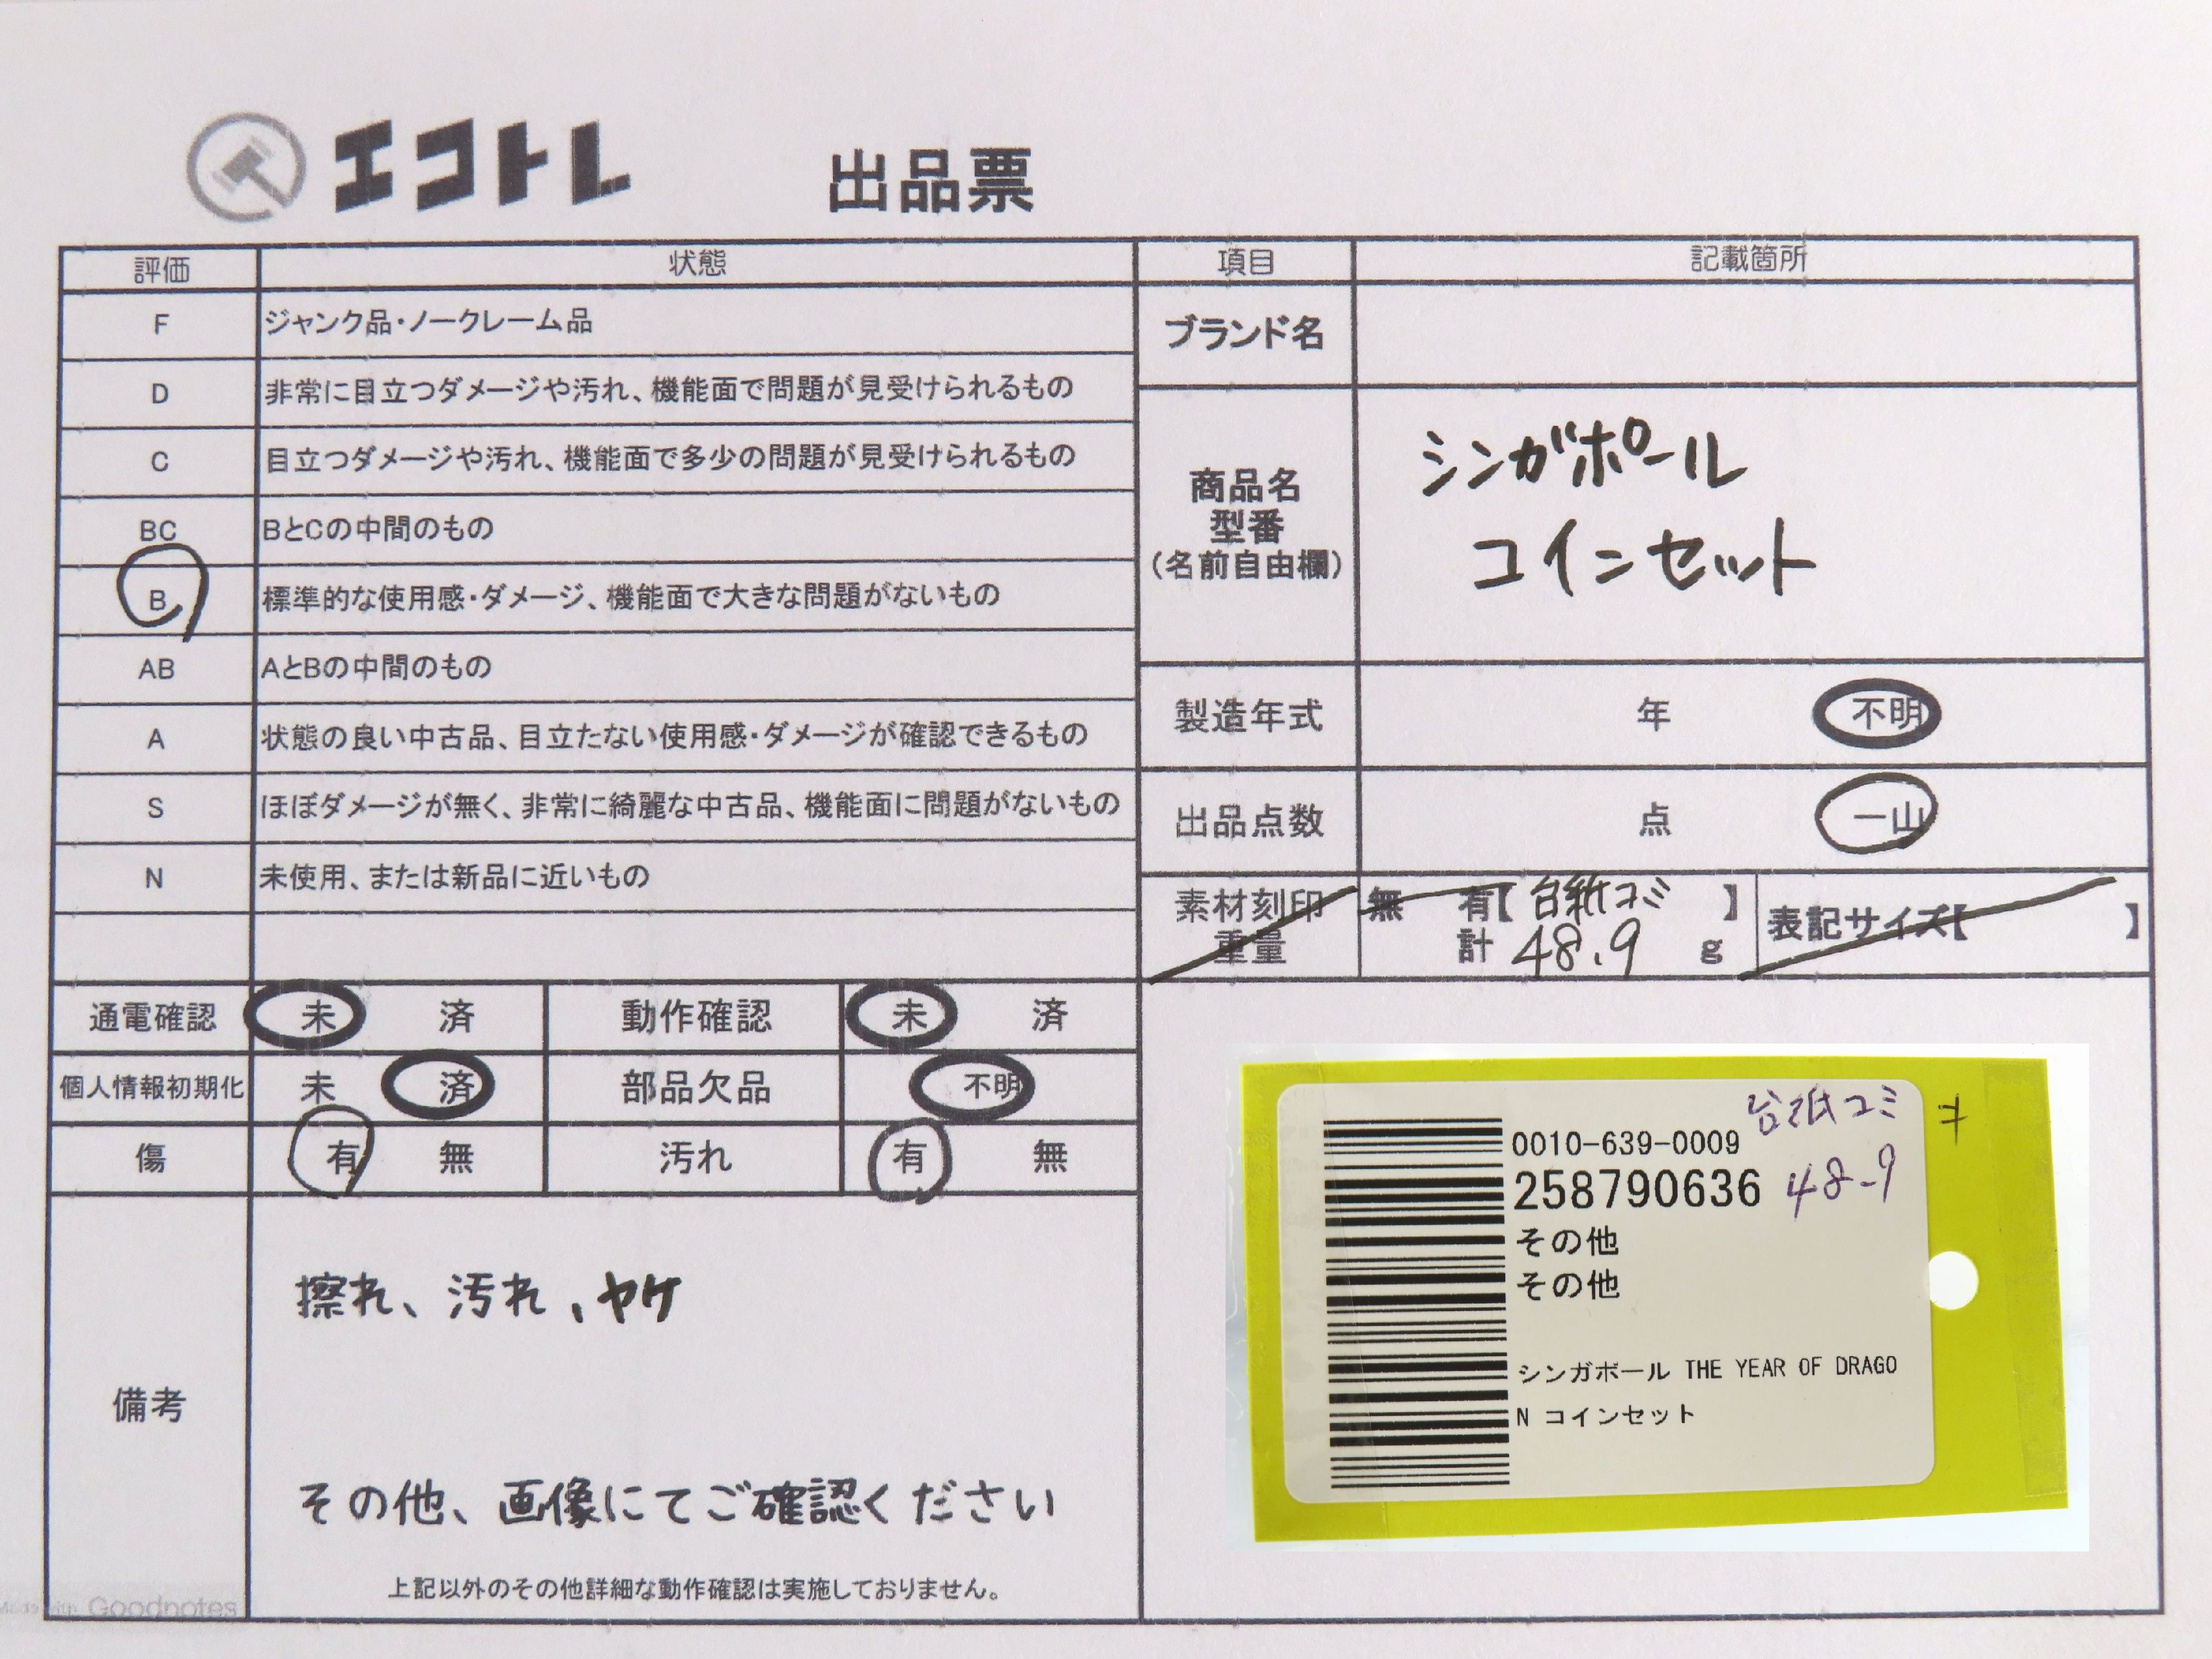 エコトレ 出品票
評価 状態
F ジャンク品・ノークレーム品
D 非常に目立つダメージや汚れ、機能面で問題が見受けられるもの
C 目立つダメージや汚れ、機能面で多少の問題が見受けられるもの
BC BとCの中間のもの
B 標準的な使用感・ダメージ、機能面で大きな問題がないもの
AB AとBの中間のもの
A 状態の良い中古品、目立たない使用感・ダメージが確認できるもの
S ほぼダメージが無く、非常に綺麗な中古品、機能面に問題がないもの
N 未使用、または新品に近いもの
項目 記載箇所
ブランド名
商品名
型番
(名前自由欄)
シンガポール
コインセット
製造年式 年 不明
出品点数 点 一山
素材刻印
重量
無 有【 台紙コミ 】
計 48.9 g
表記サイズ【 】
通電確認 未 済 動作確認 未 済
個人情報初期化 未 済 部品欠品 不明
傷 有 無 汚れ 有 無
備考
擦れ、汚れ、ヤケ
その他、画像にてご確認ください
上記以外のその他詳細な動作確認は実施しておりません。
台紙コミ
0010-639-0009
258790636 48-9
その他
その他
シンガポール THE YEAR OF DRAGO
N コインセット
Goodnotes